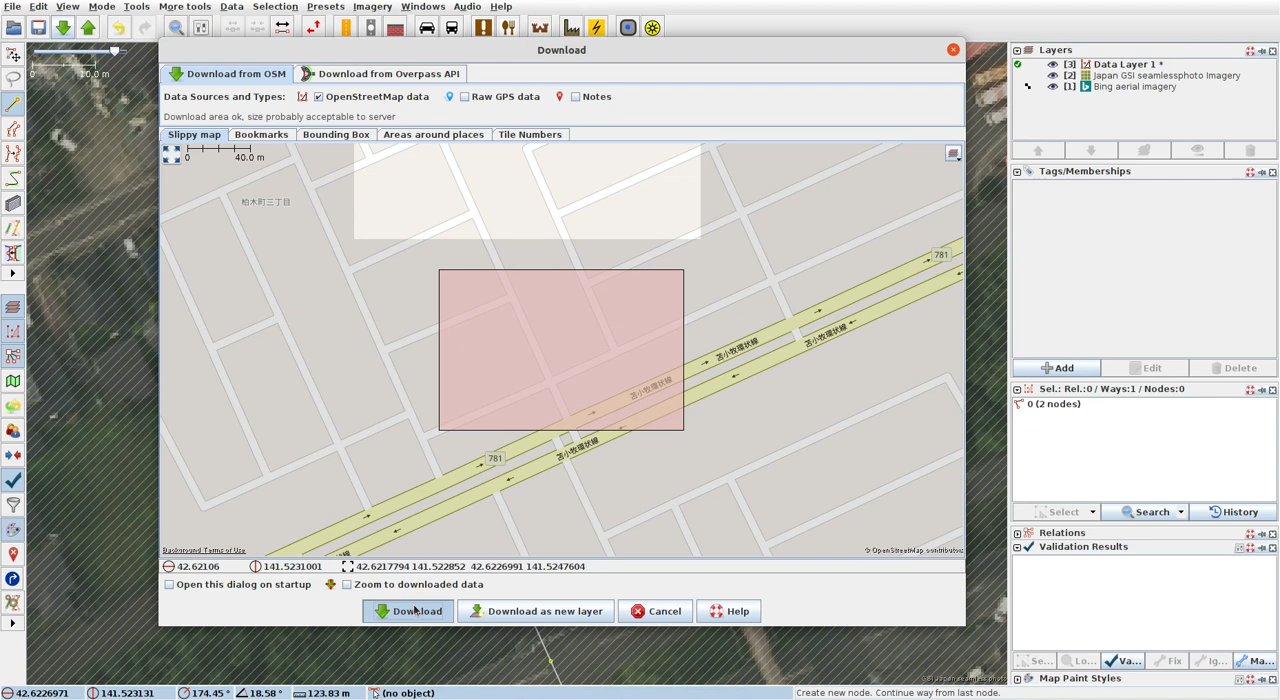 File Edit View Mode Tools More tools Data Selection Presets Imagery Windows Audio Help
0 10.0 m
Download
Download from OSM Download from Overpass API
Data Sources and Types: OpenStreetMap data Raw GPS data Notes
Download area ok, size probably acceptable to server
Slippy map Bookmarks Bounding Box Areas around places Tile Numbers
0 40.0 m
柏木町三丁目
781
苫小牧環状線
苫小牧環状線
苫小牧環状線
781
苫小牧環状線
Background Terms of Use
© OpenStreetMap contributors
42.62106 141.5231001 42.6217794 141.522852 42.6226991 141.5247604
Open this dialog on startup Zoom to downloaded data
Download Download as new layer Cancel Help
Layers
[3] Data Layer 1 *
[2] Japan GSI seamlessphoto Imagery
[1] Bing aerial imagery
Tags/Memberships
Add Edit Delete
Sel.: Rel.:0 / Ways:1 / Nodes:0
0 (2 nodes)
Select Search History
Relations
Validation Results
Se... Lo... Va... Fix Ig... Ma...
Map Paint Styles
42.6226971 141.523131 174.45 ° 18.58 ° 123.83 m (no object)
Create new node. Continue way from last node.